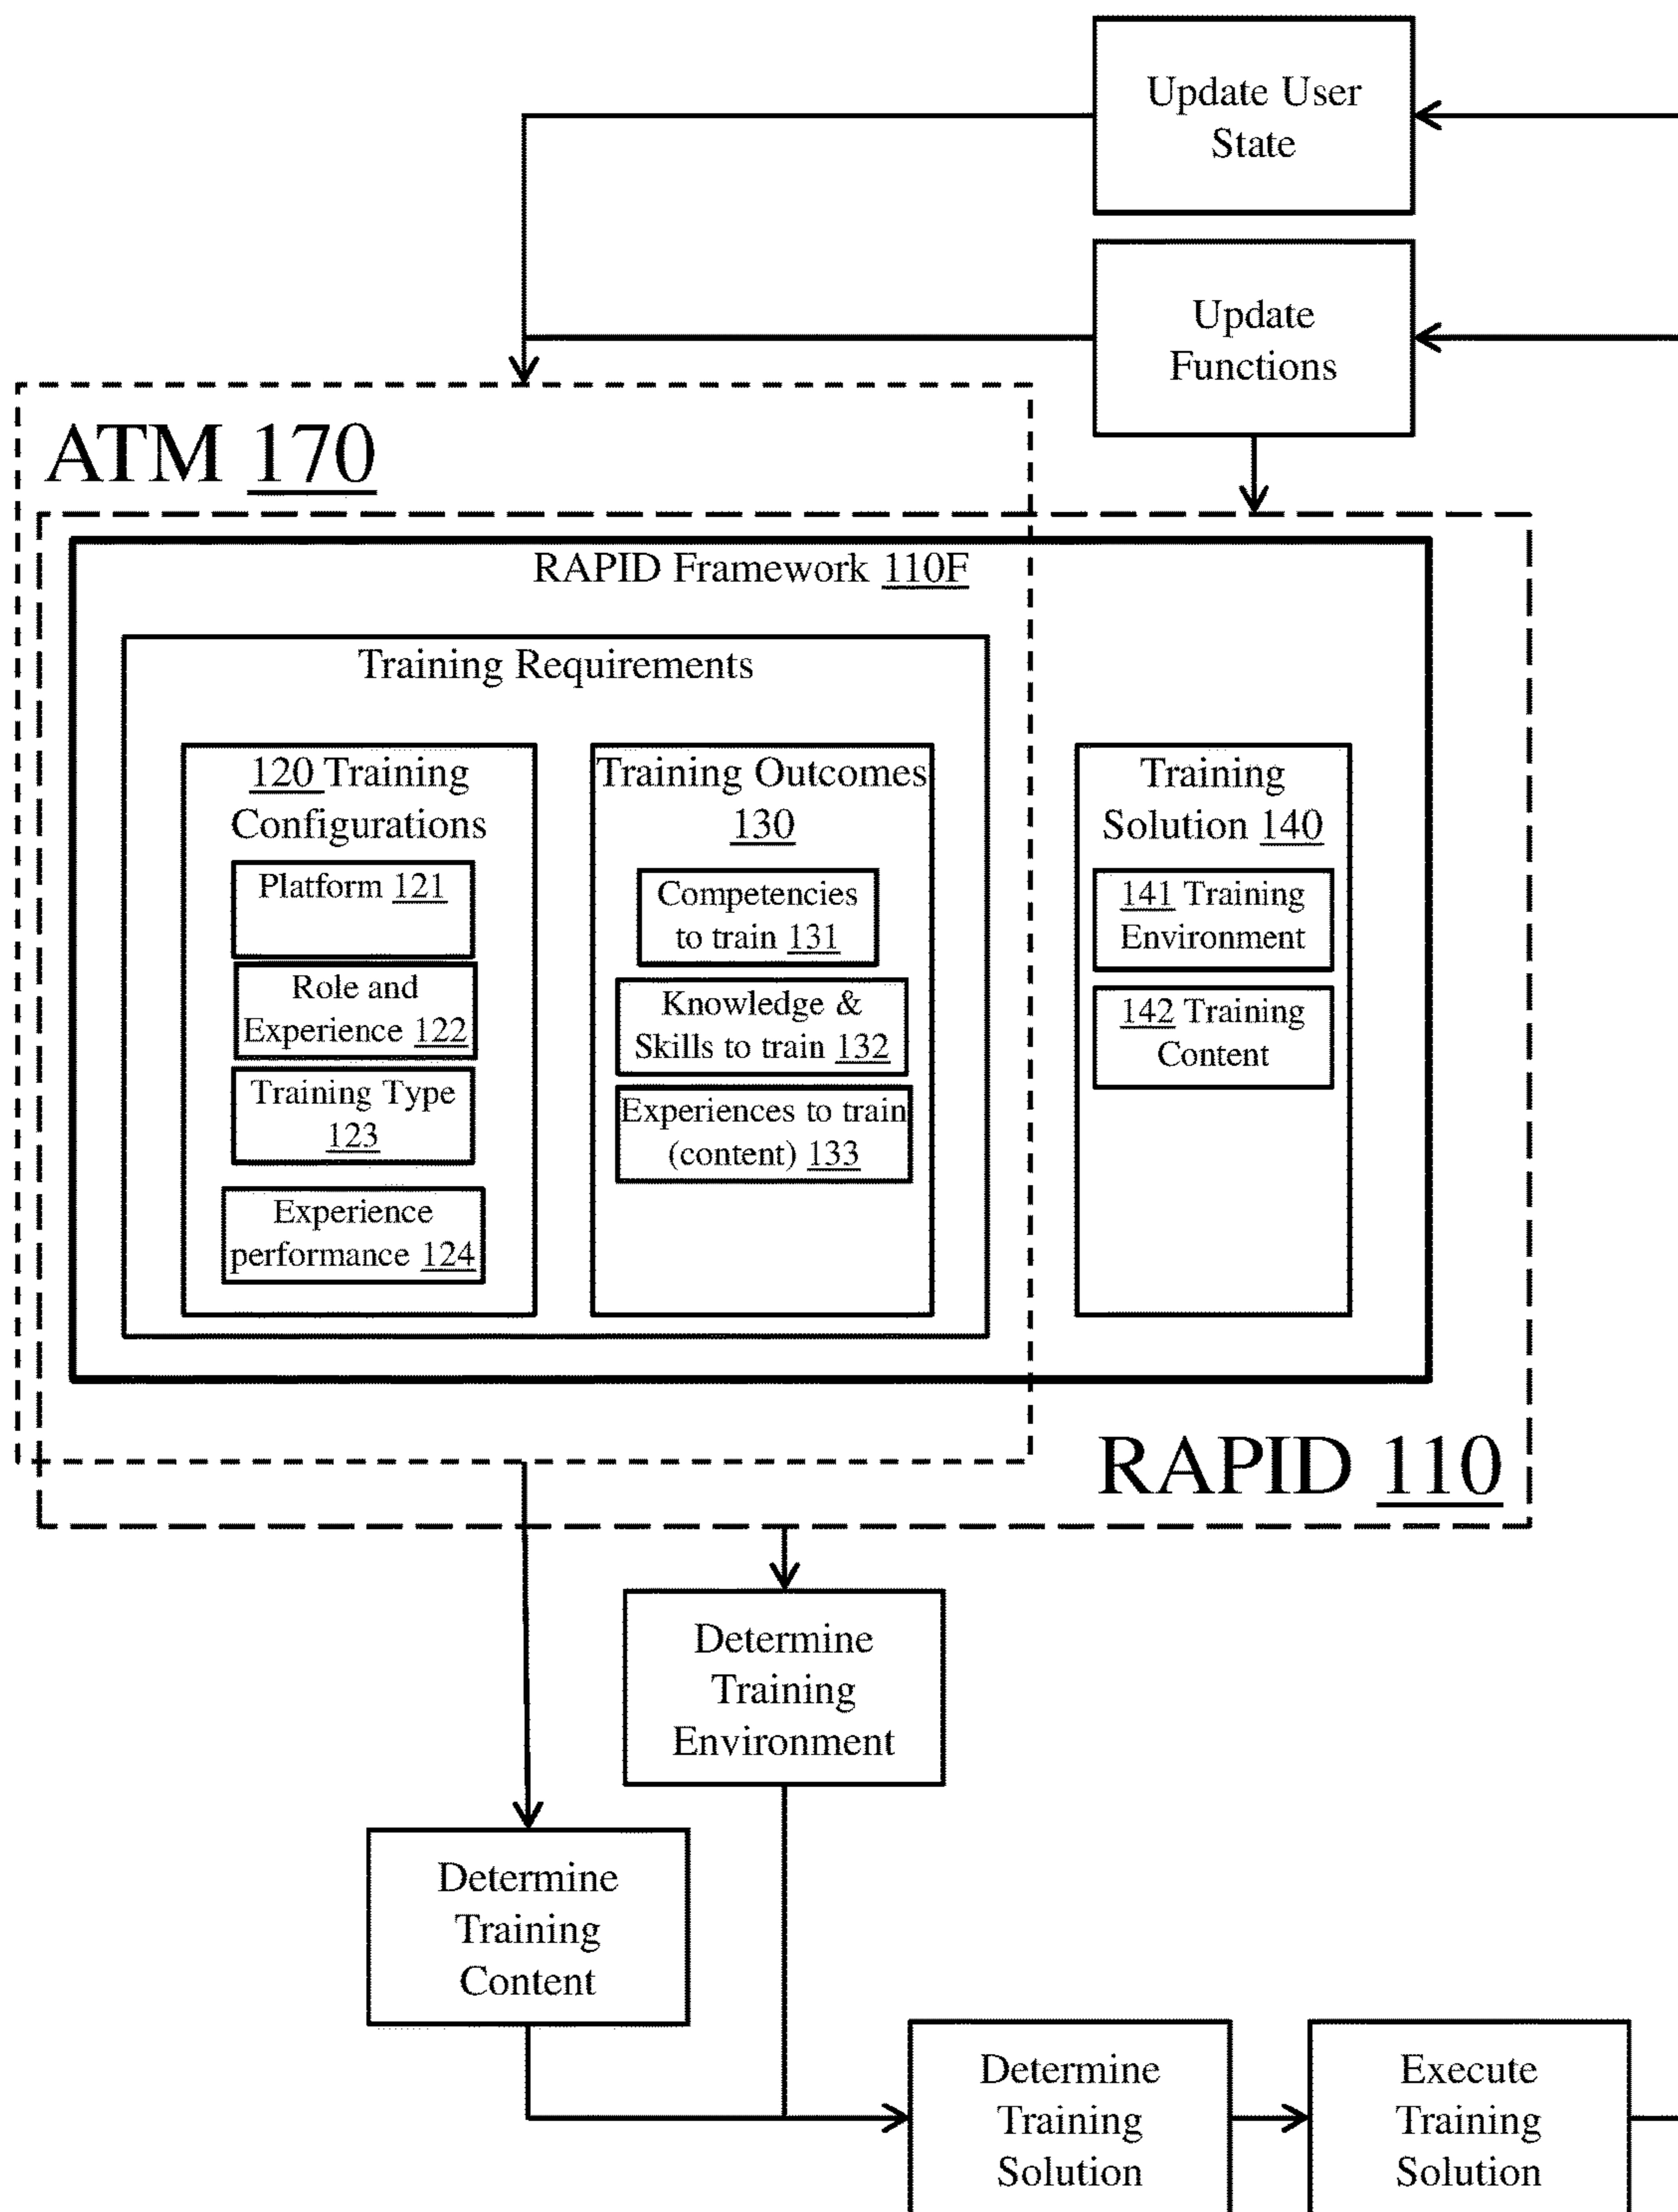 Update User
State
Update
Functions
ATM 170
RAPID Framework 110F
Training Requirements
120 Training
Configurations
Platform 121
Role and
Experience 122
Training Type
123
Experience
performance 124
Training Outcomes
130
Competencies
to train 131
Knowledge &
Skills to train 132
Experiences to train
(content) 133
Training
Solution 140
141 Training
Environment
142 Training
Content
RAPID 110
Determine
Training
Environment
Determine
Training
Content
Determine
Training
Solution
Execute
Training
Solution